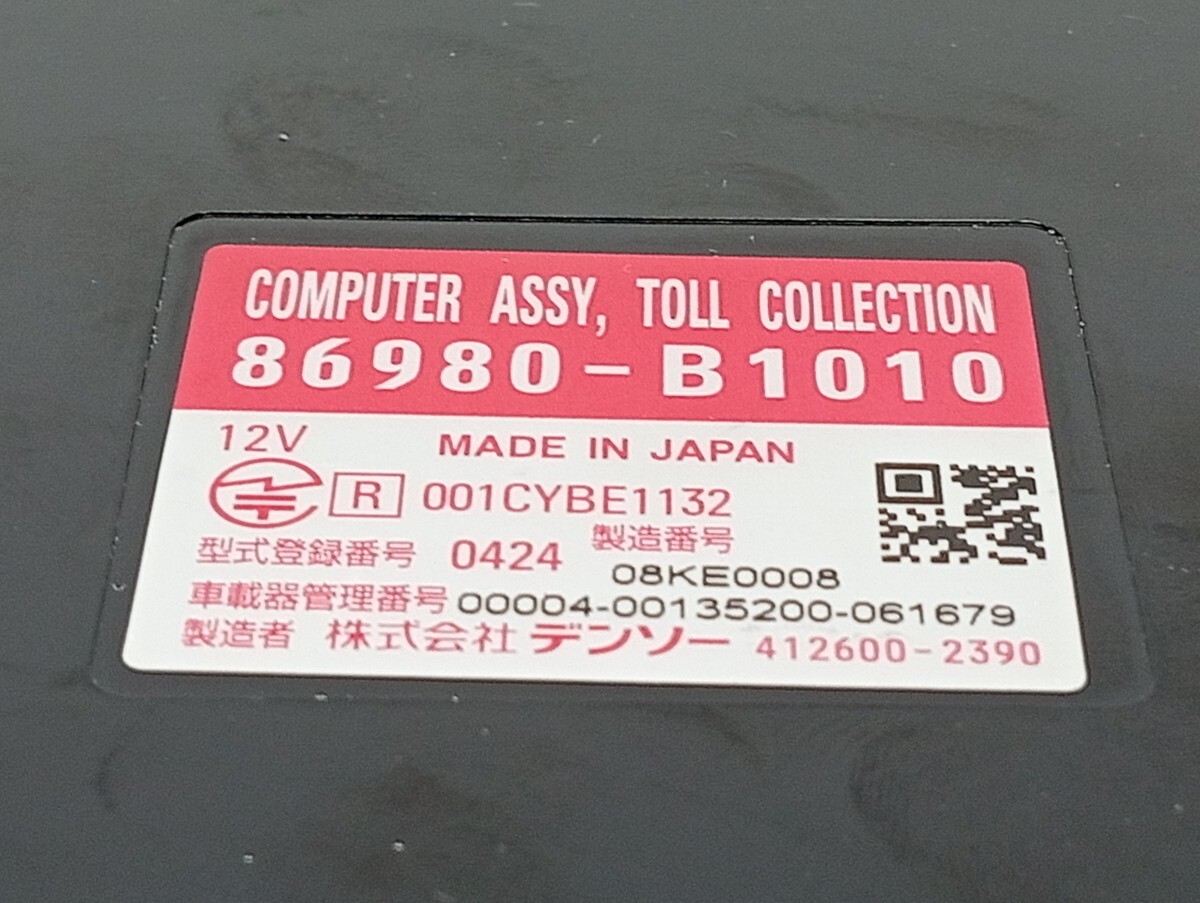 COMPUTER ASSY, TOLL COLLECTION
86980-B1010
12V MADE IN JAPAN
R 001CYBE1132
型式登録番号 0424 製造番号
08KE0008
車載器管理番号 00004-00135200-061679
製造者 株式会社 デンソー 412600-2390